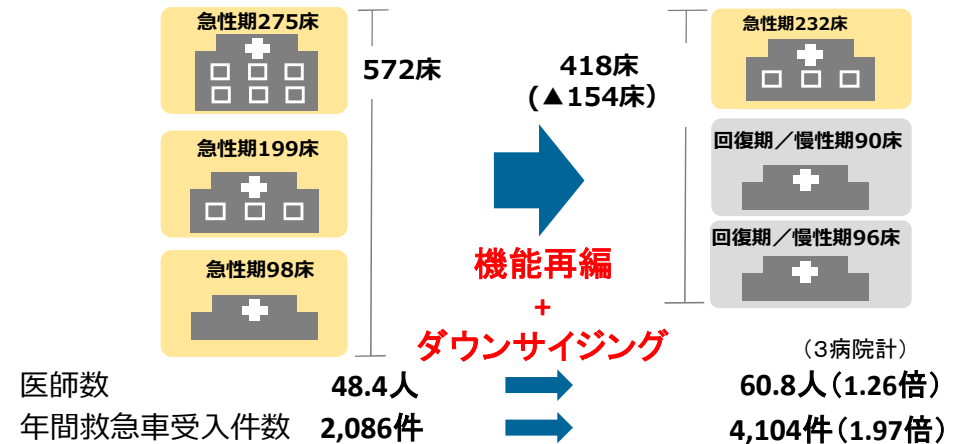 急性期275床
572床
急性期199床
急性期98床
418床
(▲154床）
機能再編
+
ダウンサイジング
急性期232床
回復期／慢性期90床
回復期／慢性期96床
（３病院計）
医師数 48.4人 60.8人（1.26倍）
年間救急車受入件数 2,086件 4,104件（1.97倍）